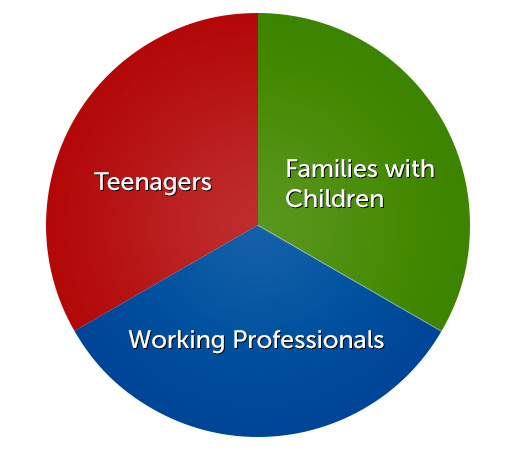 Teenagers
Families with
Children
Working Professionals